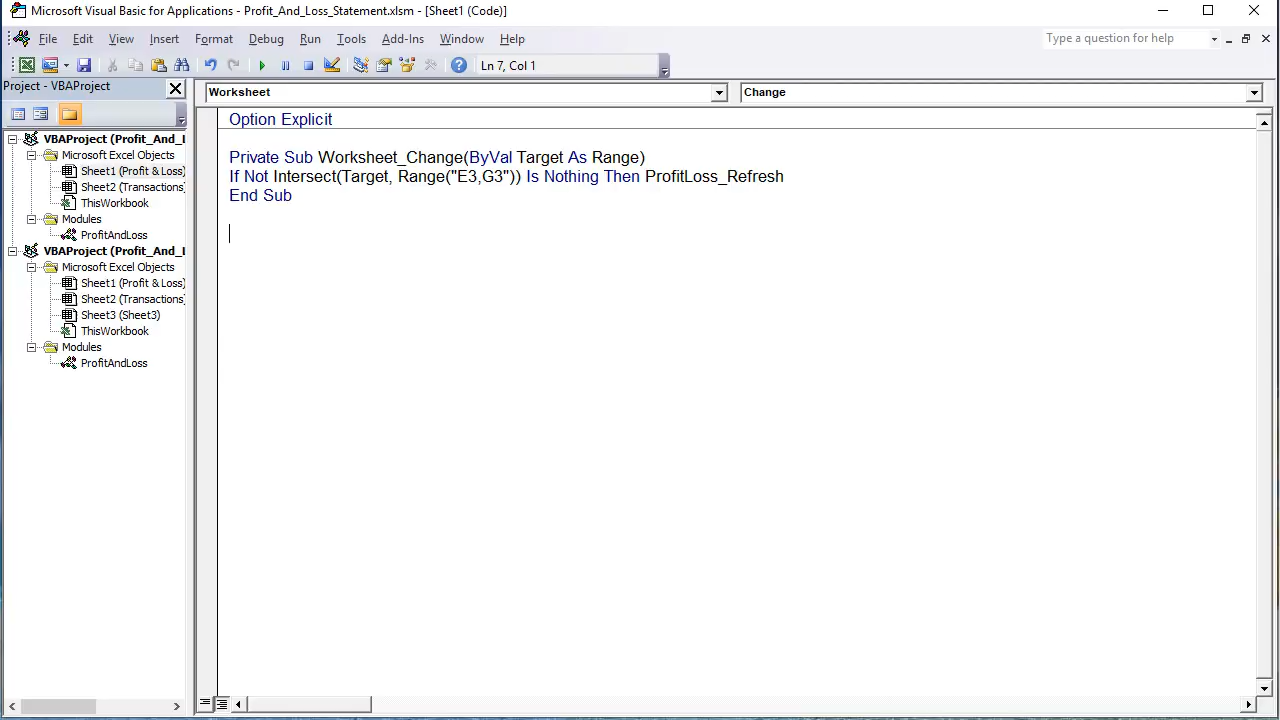 Microsoft Visual Basic for Applications - Profit_And_Loss_Statement.xlsm - [Sheet1 (Code)]
File Edit View Insert Format Debug Run Tools Add-Ins Window Help
Type a question for help
Ln 7, Col 1
Project - VBAProject
Worksheet
Change
VBAProject (Profit_And_L
Microsoft Excel Objects
Sheet1 (Profit & Loss)
Sheet2 (Transactions)
ThisWorkbook
Modules
ProfitAndLoss
VBAProject (Profit_And_L
Microsoft Excel Objects
Sheet1 (Profit & Loss)
Sheet2 (Transactions)
Sheet3 (Sheet3)
ThisWorkbook
Modules
ProfitAndLoss
Option Explicit
Private Sub Worksheet_Change(ByVal Target As Range)
If Not Intersect(Target, Range("E3,G3")) Is Nothing Then ProfitLoss_Refresh
End Sub